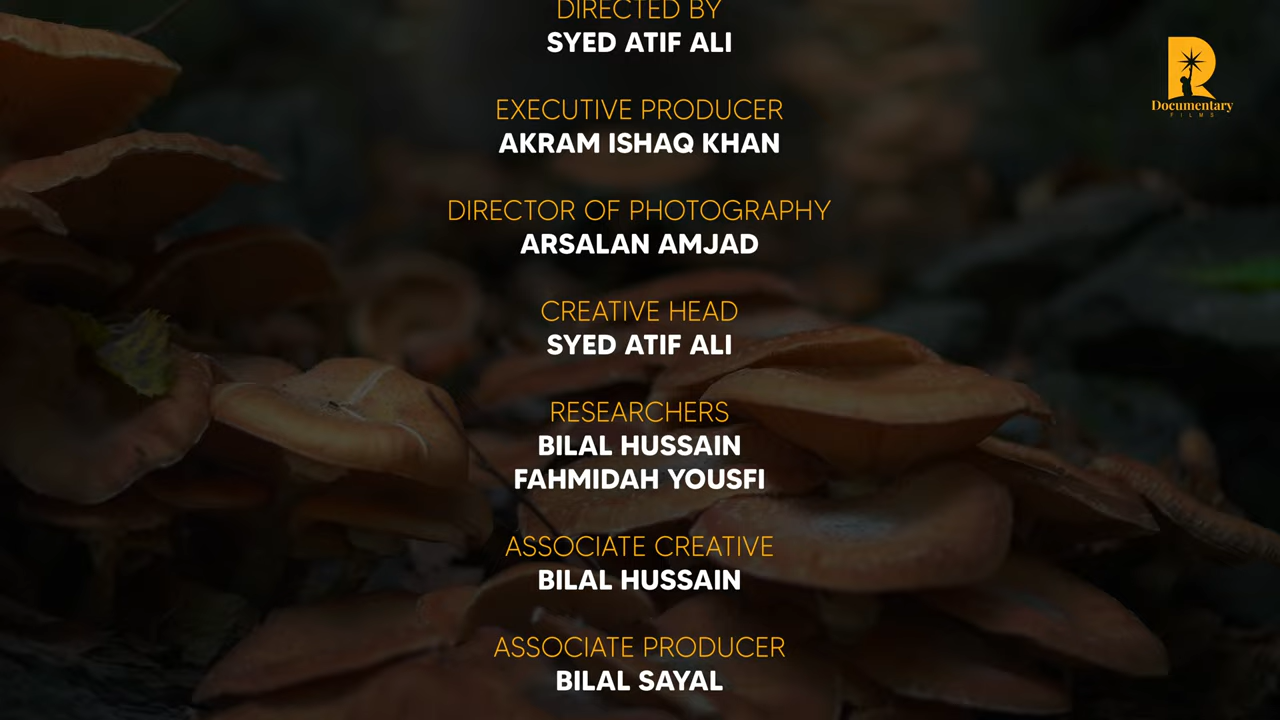 DIRECTED BY
SYED ATIF ALI
EXECUTIVE PRODUCER
AKRAM ISHAQ KHAN
DIRECTOR OF PHOTOGRAPHY
ARSALAN AMJAD
CREATIVE HEAD
SYED ATIF ALI
RESEARCHERS
BILAL HUSSAIN
FAHMIDAH YOUSFI
ASSOCIATE CREATIVE
BILAL HUSSAIN
ASSOCIATE PRODUCER
BILAL SAYAL
R
Documentary
FILMS